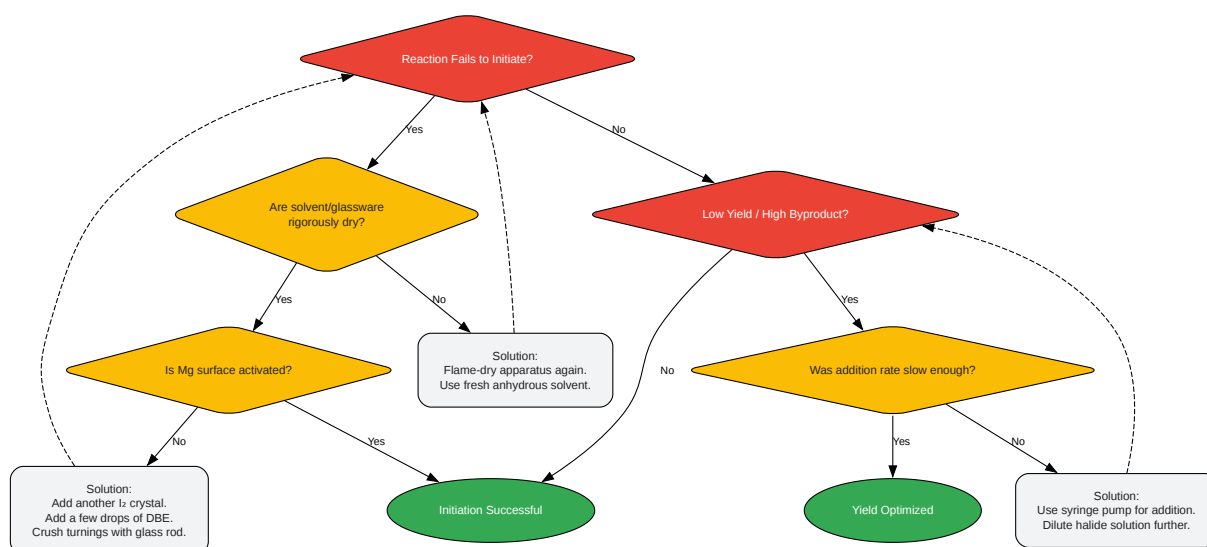 Reaction Fails to Initiate?
Yes
No
Are solvent/glassware
rigorously dry?
Low Yield / High Byproduct?
Yes
No
Yes
Solution:
Flame-dry apparatus again.
Use fresh anhydrous solvent.
Is Mg surface activated?
No
Was addition rate slow enough?
No
Yes
Yes
No
Solution:
Add another I₂ crystal.
Add a few drops of DBE.
Crush turnings with glass rod.
Initiation Successful
Yield Optimized
Solution:
Use syringe pump for addition.
Dilute halide solution further.